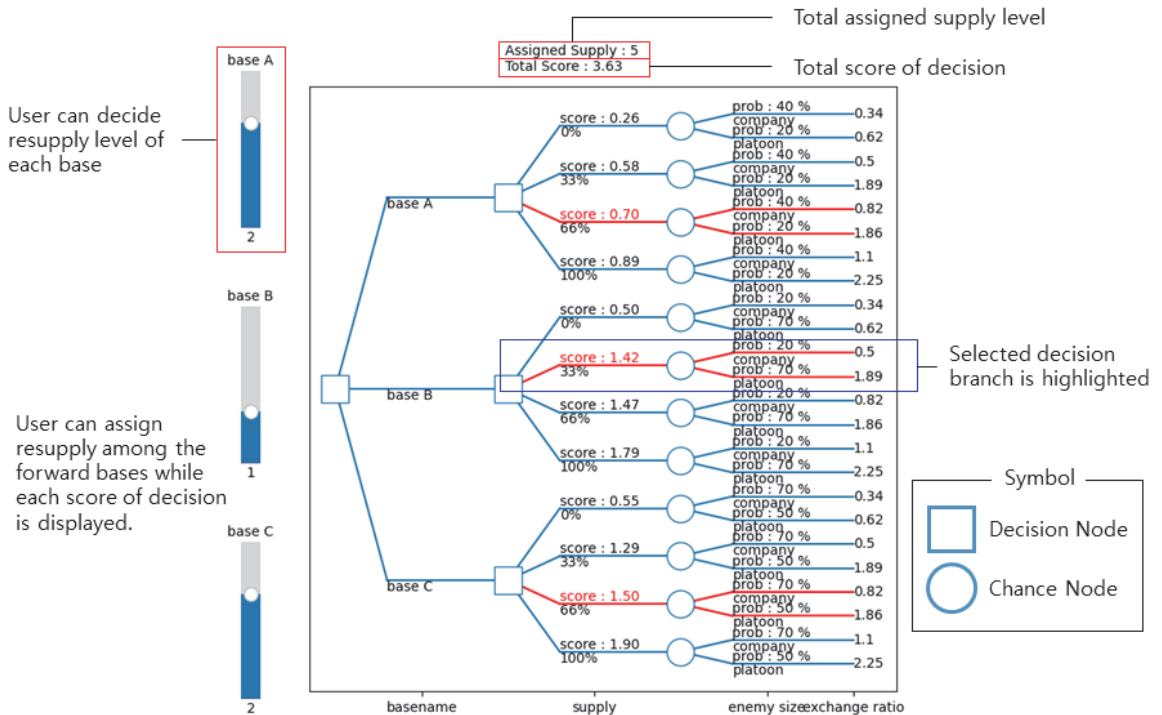 Total assigned supply level
Assigned Supply : 5
Total Score : 3.63
Total score of decision
base A
2
User can decide
resupply level of
each base
base B
1
User can assign
resupply among the
forward bases while
each score of decision
is displayed.
base C
2
base A
score : 0.26
0%
prob : 40 %
company
0.34
prob : 20 %
platoon
0.62
score : 0.58
33%
prob : 40 %
company
0.5
prob : 20 %
platoon
1.89
score : 0.70
66%
prob : 40 %
company
0.82
prob : 20 %
platoon
1.86
score : 0.89
100%
prob : 40 %
company
1.1
prob : 20 %
platoon
2.25
base B
score : 0.50
0%
prob : 20 %
company
0.34
prob : 70 %
platoon
0.62
score : 1.42
33%
prob : 20 %
company
0.5
prob : 70 %
platoon
1.89
score : 1.47
66%
prob : 20 %
company
0.82
prob : 70 %
platoon
1.86
score : 1.79
100%
prob : 20 %
company
1.1
prob : 70 %
platoon
2.25
base C
score : 0.55
0%
prob : 70 %
company
0.34
prob : 50 %
platoon
0.62
score : 1.29
33%
prob : 70 %
company
0.5
prob : 50 %
platoon
1.89
score : 1.50
66%
prob : 70 %
company
0.82
prob : 50 %
platoon
1.86
score : 1.90
100%
prob : 70 %
company
1.1
prob : 50 %
platoon
2.25
Selected decision
branch is highlighted
Symbol
Decision Node
Chance Node
basename
supply
enemy size
exchange ratio